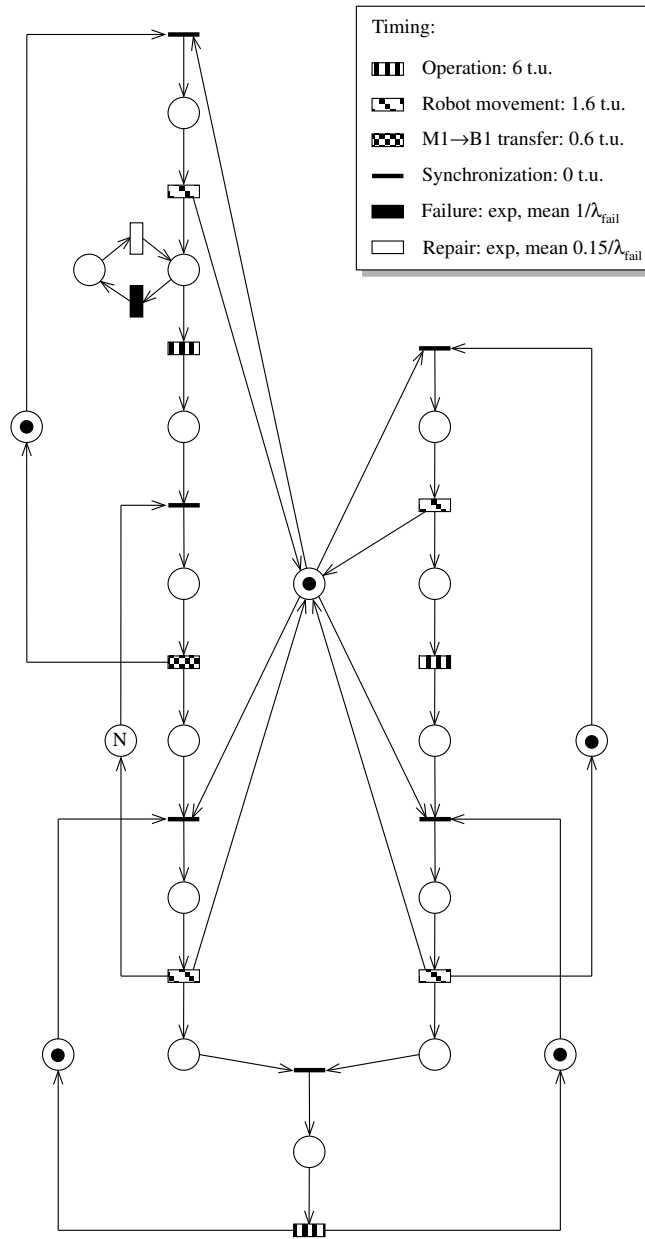 Timing:
Operation: 6 t.u.
Robot movement: 1.6 t.u.
M1→B1 transfer: 0.6 t.u.
Synchronization: 0 t.u.
Failure: exp, mean 1/λfail
Repair: exp, mean 0.15/λfail
N